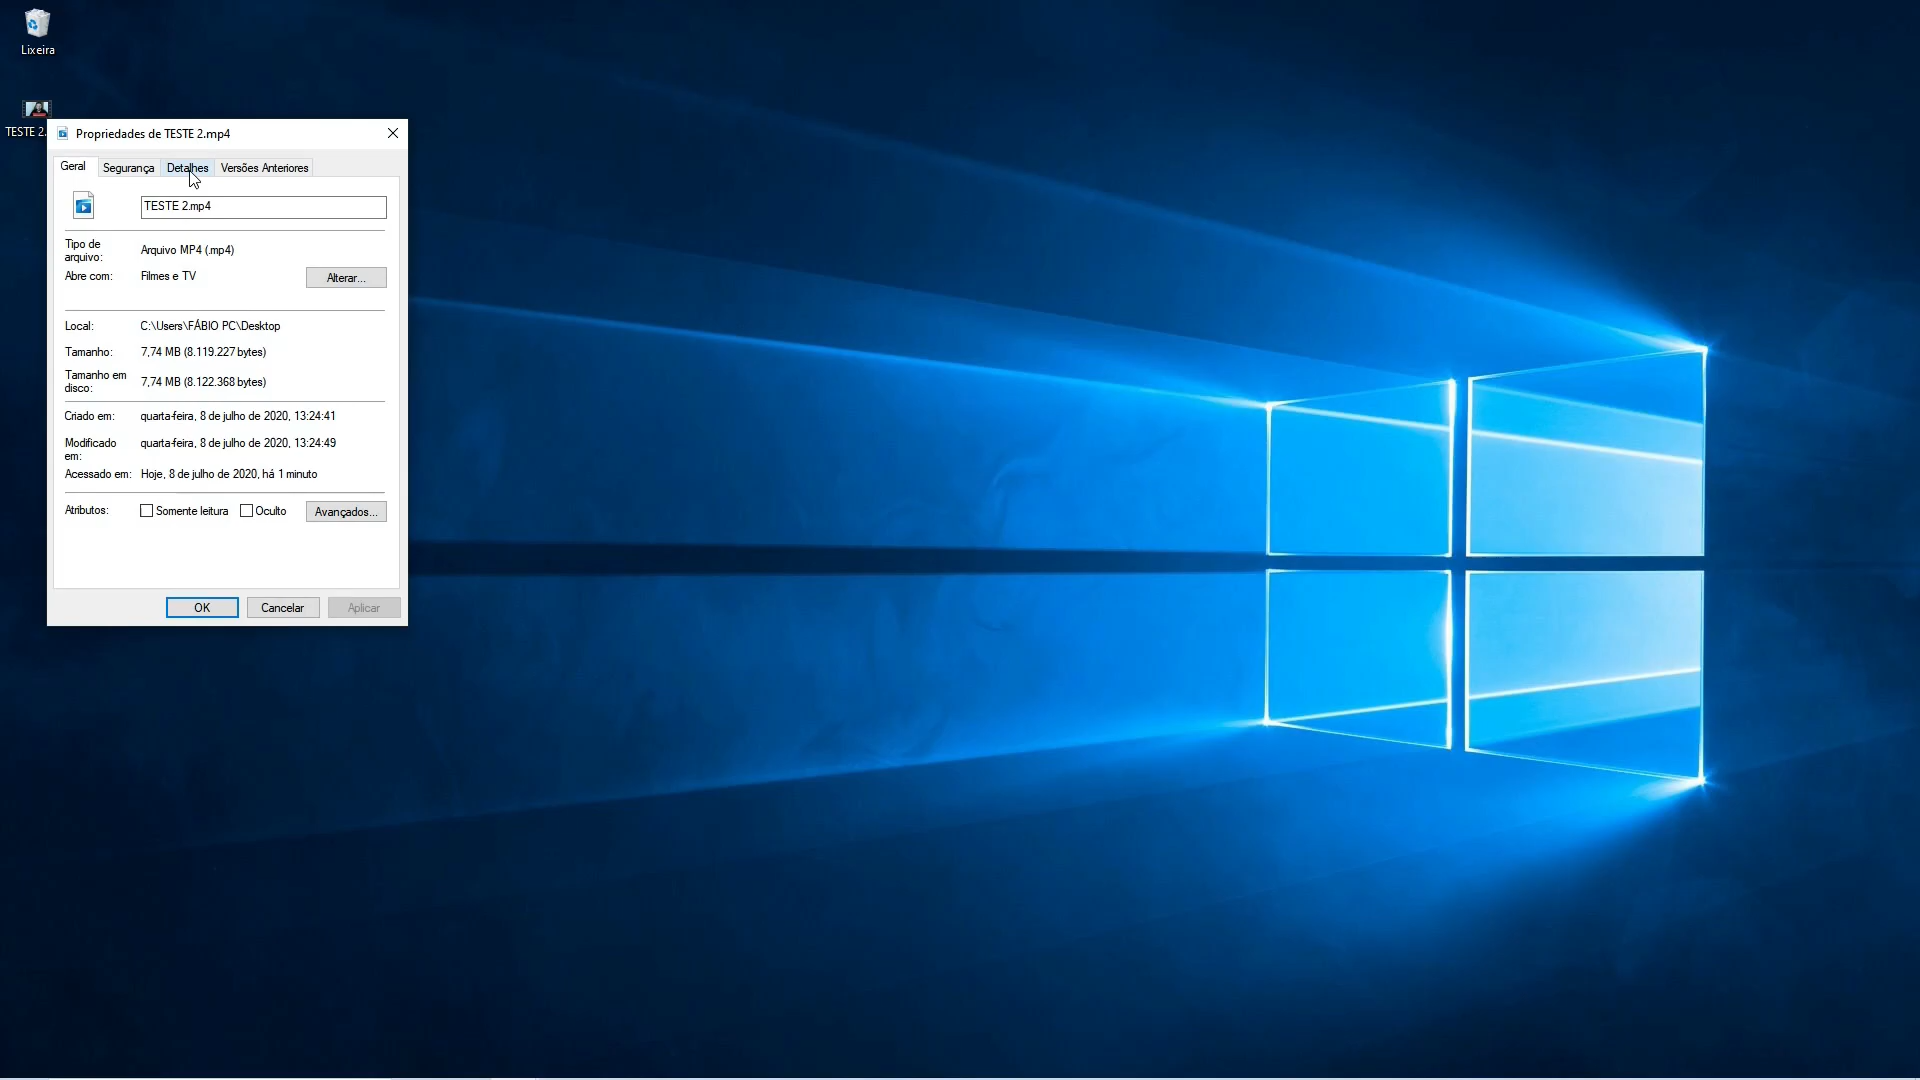 Lixeira
TESTE 2.
Propriedades de TESTE 2.mp4
Geral Segurança Detalhes Versões Anteriores
TESTE 2.mp4
Tipo de
arquivo:
Arquivo MP4 (.mp4)
Abre com: Filmes e TV Alterar...
Local: C:\Users\FÁBIO PC\Desktop
Tamanho: 7,74 MB (8.119.227 bytes)
Tamanho em
disco:
7,74 MB (8.122.368 bytes)
Criado em: quarta-feira, 8 de julho de 2020, 13:24:41
Modificado
em:
quarta-feira, 8 de julho de 2020, 13:24:49
Acessado em: Hoje, 8 de julho de 2020, há 1 minuto
Atributos: Somente leitura Oculto Avançados...
OK Cancelar Aplicar